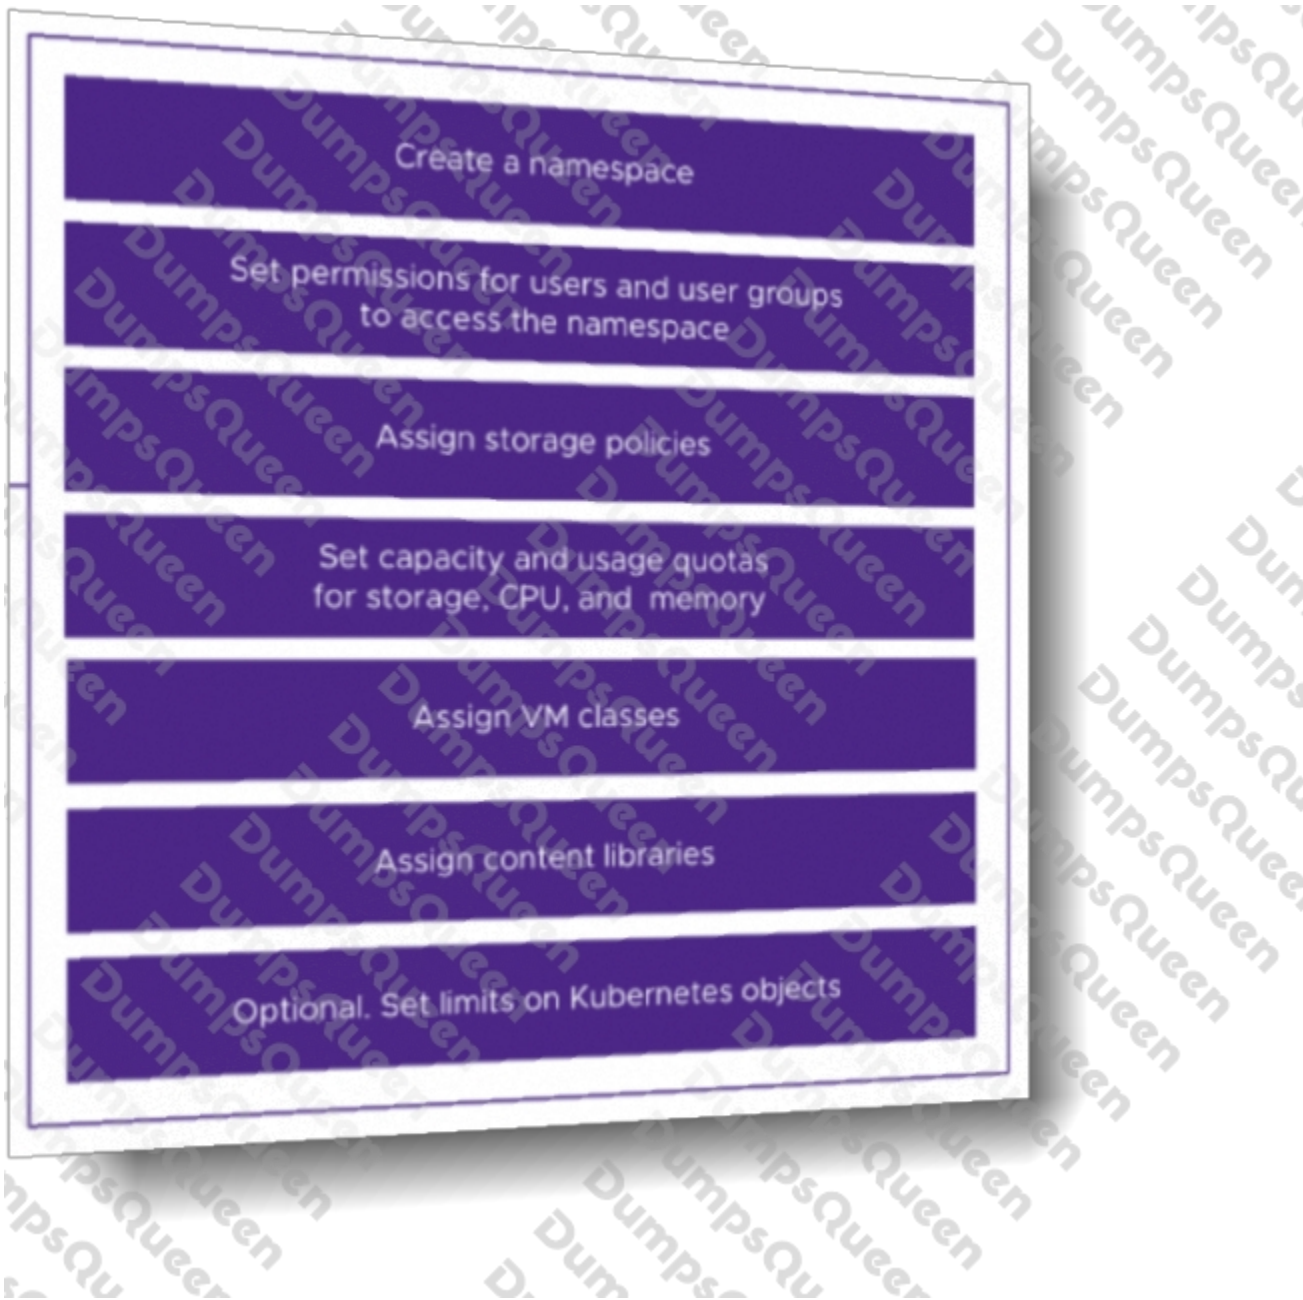 Create a namespace
Set permissions for users and user groups
to access the namespace
Assign storage policies
Set capacity and usage quotas
for storage, CPU, and memory
Assign VM classes
Assign content libraries
Optional. Set limits on Kubernetes objects
DumpsQueen